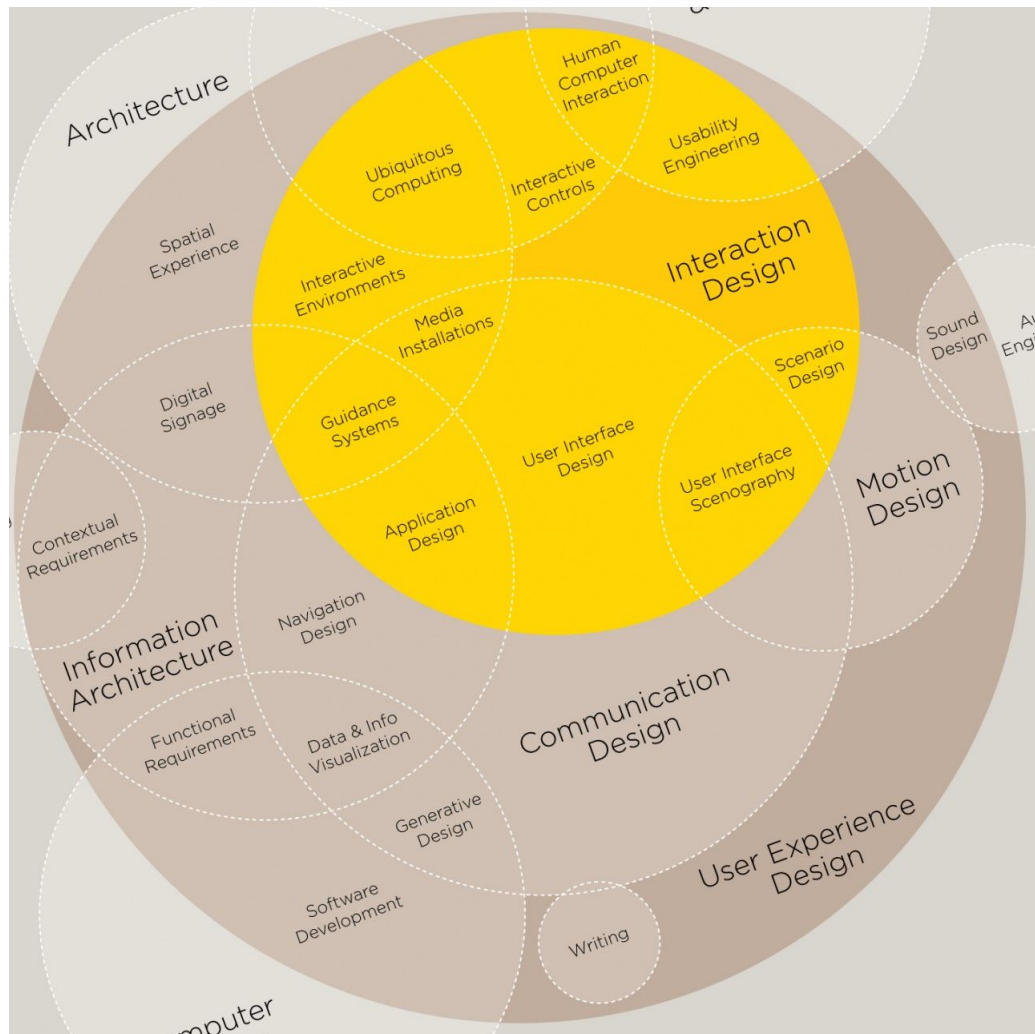 &
Architecture
Human
Computer
Interaction
Usability
Engineering
Ubiquitous
Computing
Interactive
Controls
Spatial
Experience
Interactive
Environments
Interaction
Design
Media
Installations
Sound
Design
Scenario
Design
Digital
Signage
Guidance
Systems
User Interface
Design
User Interface
Scenography
Motion
Design
Application
Design
Contextual
Requirements
Navigation
Design
Information
Architecture
Communication
Design
Functional
Requirements
Data & Info
Visualization
Generative
Design
User Experience
Design
Software
Development
Writing